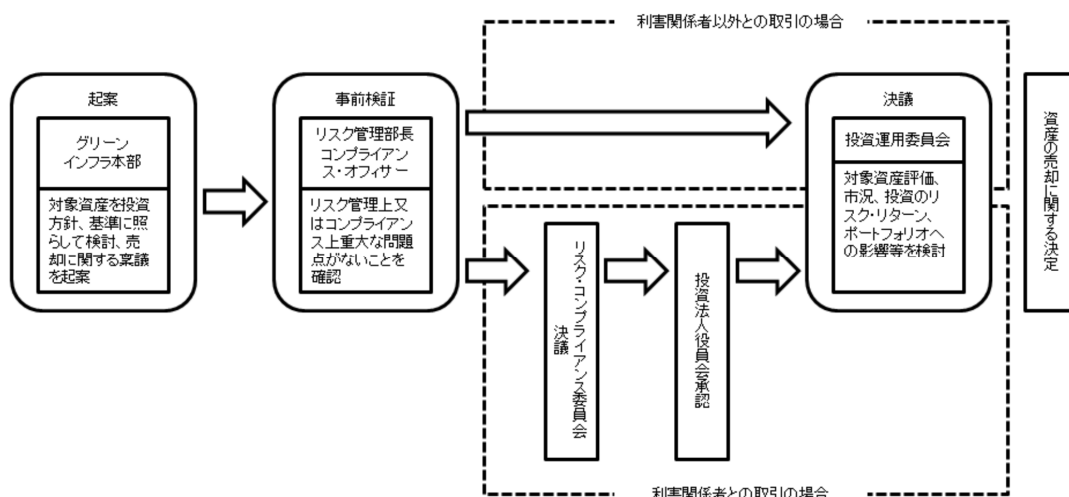 利害関係者以外との取引の場合
起案
グリーン
インフラ本部
対象資産を投資
方針、基準に照
らして検討、売
却に関する稟議
を起案
事前検証
リスク管理部長
コンプライアン
ス・オフィサー
リスク管理上又
はコンプライアン
ス上重大な問題
点がないことを
確認
リスク・コンプライアンス委員会
決議
投資法人役員会承認
決議
投資運用委員会
対象資産評価、
市況、投資のリ
スク・リターン、
ポートフォリオへ
の影響等を検討
資産の売却に関する決定
利害関係者との取引の場合